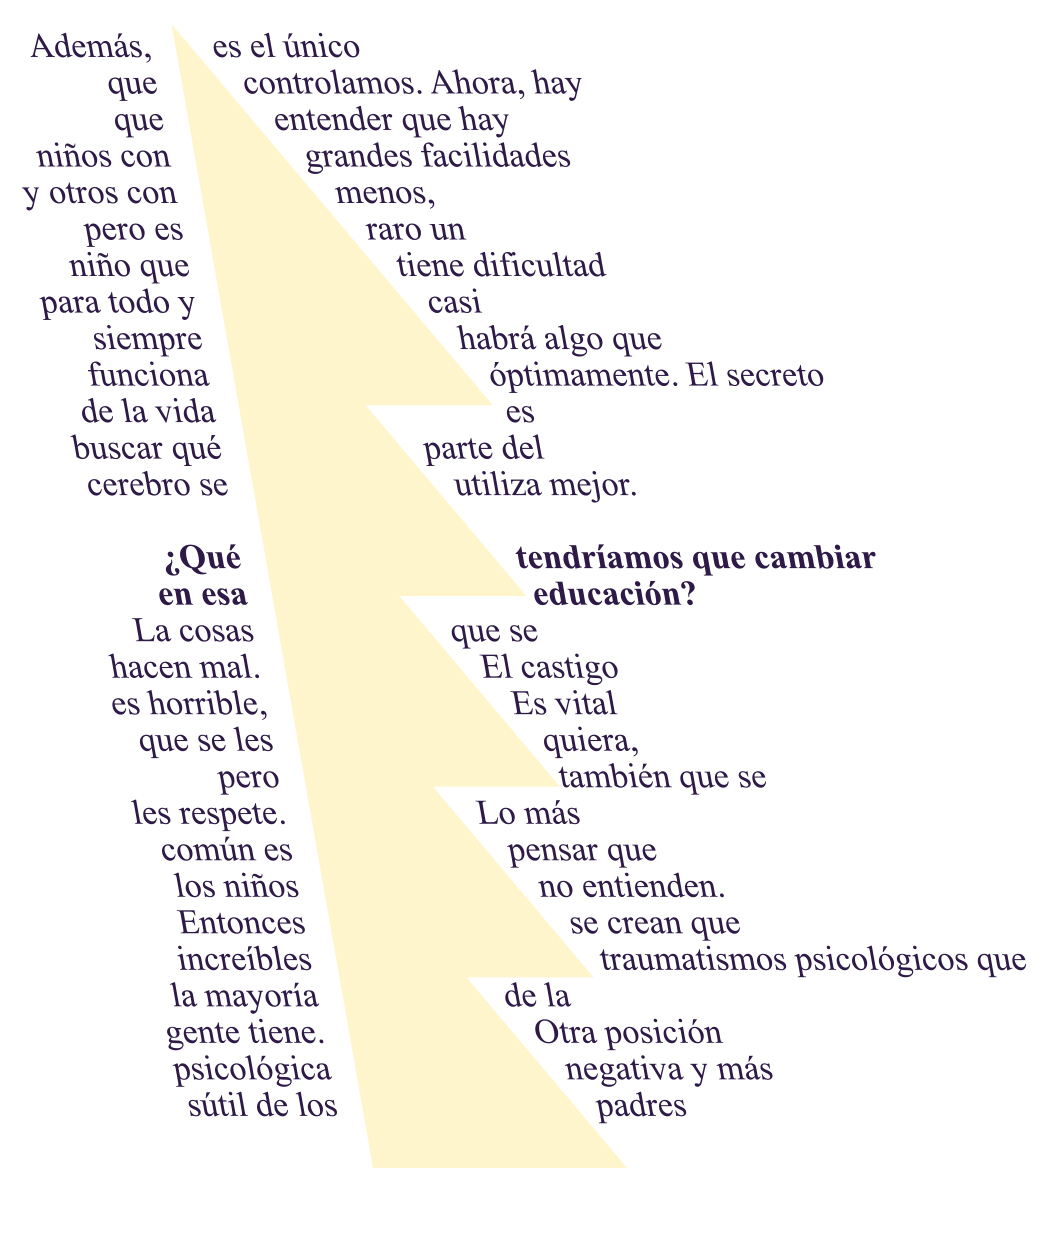 Además, es el único
que controlamos. Ahora, hay
que entender que hay
niños con grandes facilidades
y otros con menos,
pero es raro un
niño que tiene dificultad
para todo y casi
siempre habrá algo que
funciona óptimamente. El secreto
de la vida es
buscar qué parte del
cerebro se utiliza mejor.
¿Qué tendríamos que cambiar
en esa educación?
La cosas que se
hacen mal. El castigo
es horrible, Es vital
que se les quiera,
pero también que se
les respete. Lo más
común es pensar que
los niños no entienden.
Entonces se crean que
increíbles traumatismos psicológicos que
la mayoría de la
gente tiene. Otra posición
psicológica negativa y más
sútil de los padres